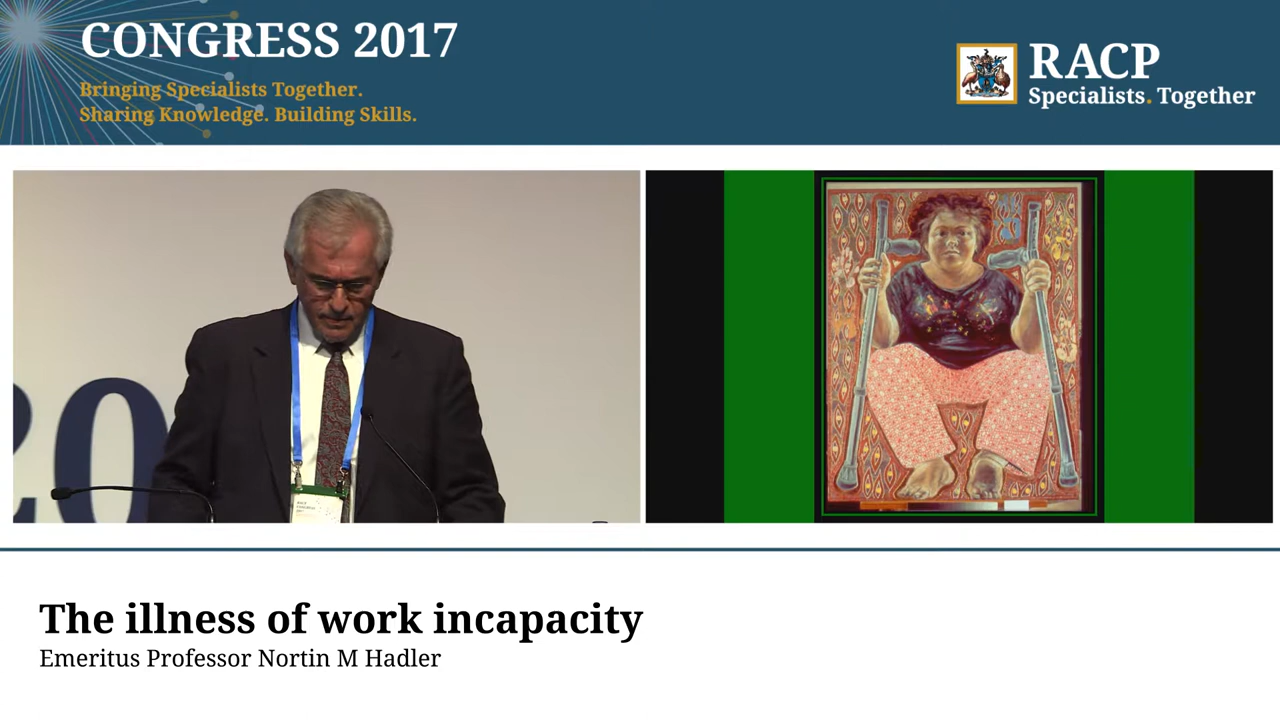 CONGRESS 2017
Bringing Specialists Together.
Sharing Knowledge. Building Skills.
RACP
Specialists. Together
20
The illness of work incapacity
Emeritus Professor Nortin M Hadler